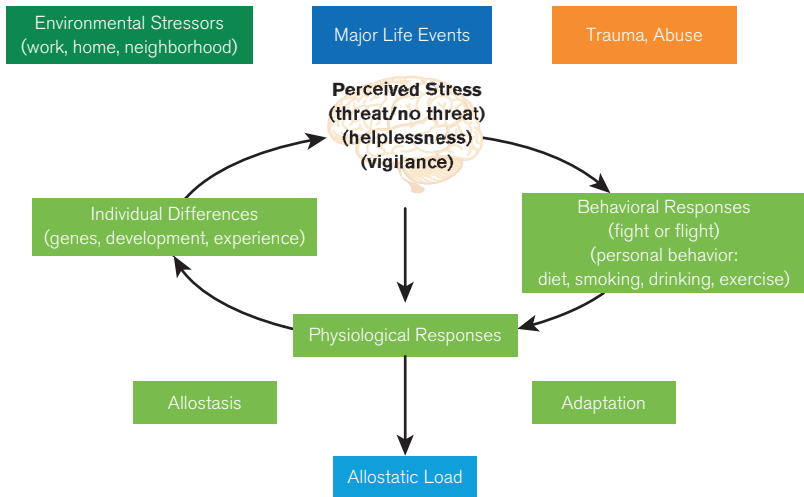 Environmental Stressors
(work, home, neighborhood)
Major Life Events
Trauma, Abuse
Perceived Stress
(threat/no threat)
(helplessness)
(vigilance)
Individual Differences
(genes, development, experience)
Behavioral Responses
(fight or flight)
(personal behavior:
diet, smoking, drinking, exercise)
Physiological Responses
Allostasis
Adaptation
Allostatic Load